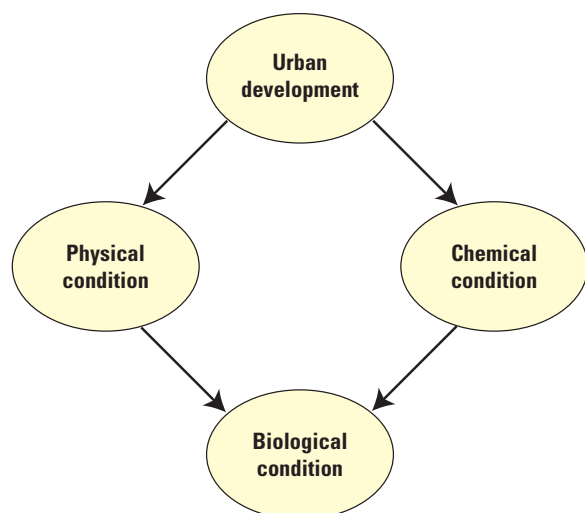 Urban
development
Physical
condition
Chemical
condition
Biological
condition